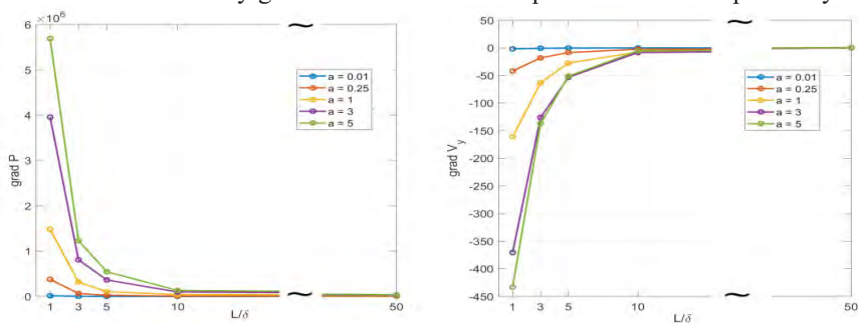 ×10⁶
6
5
4
3
2
1
0
grad P
1 3 5 10 50
L/δ
a = 0.01
a = 0.25
a = 1
a = 3
a = 5
50
0
-50
-100
-150
-200
-250
-300
-350
-400
-450
grad Vy
1 3 5 10 50
L/δ
a = 0.01
a = 0.25
a = 1
a = 3
a = 5